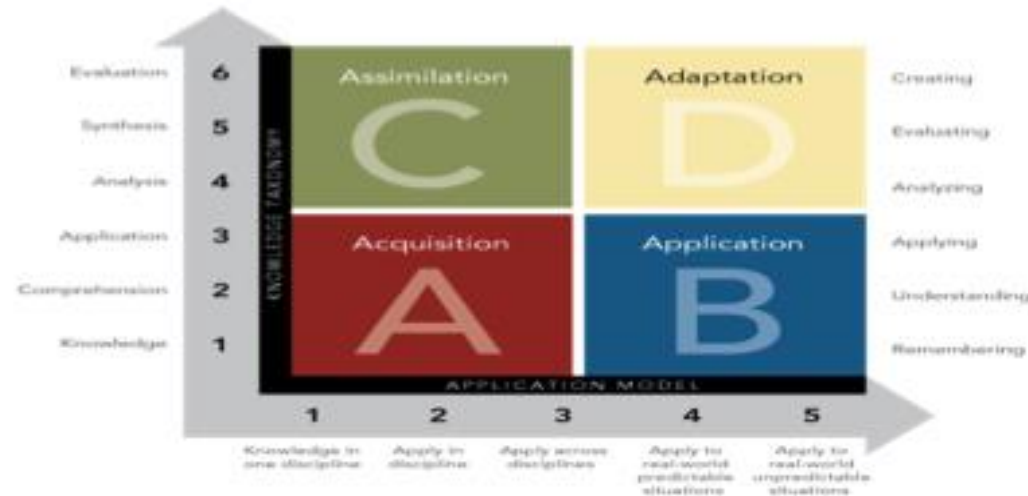 Evaluation
Synthesis
Analysis
Application
Comprehension
Knowledge
6
5
4
3
2
1
KNOWLEDGE TAXONOMY
Assimilation
C
Adaptation
D
Acquisition
A
Application
B
Creating
Evaluating
Analyzing
Applying
Understanding
Remembering
APPLICATION MODEL
1
2
3
4
5
Knowledge in
one discipline
Apply in
discipline
Apply across
disciplines
Apply to
real-world
predictable
situations
Apply to
real-world
unpredictable
situations